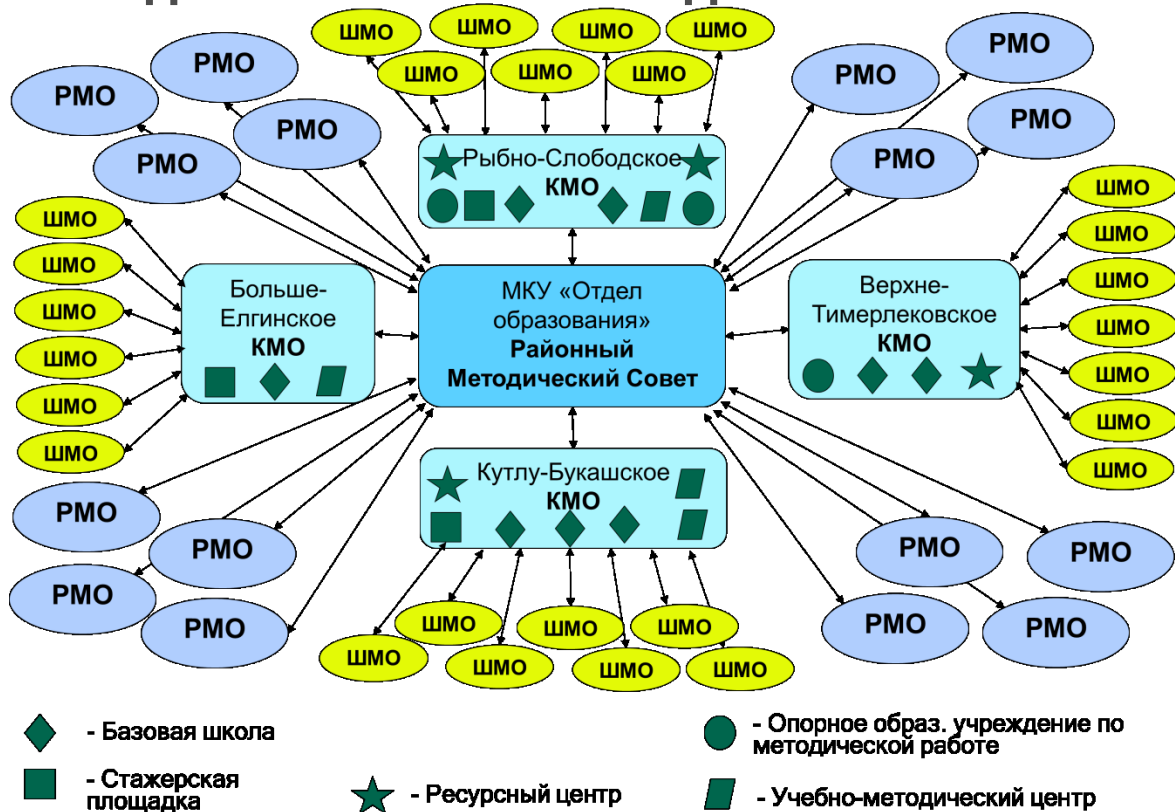 ШМО
ШМО
ШМО
ШМО
ШМО
ШМО
ШМО
РМО
РМО
РМО
РМО
РМО
РМО
РМО
РМО
Рыбно-Слободское
КМО
ШМО
ШМО
ШМО
ШМО
ШМО
ШМО
Больше-
Елгинское
КМО
МКУ «Отдел
образования»
Районный
Методический Совет
Верхне-
Тимерлековское
КМО
ШМО
ШМО
ШМО
ШМО
ШМО
ШМО
ШМО
Кутлу-Букашское
КМО
РМО
РМО
РМО
РМО
РМО
РМО
РМО
РМО
ШМО
ШМО
ШМО
ШМО
ШМО
ШМО
ШМО
- Базовая школа
- Стажерская
площадка
- Ресурсный центр
- Опорное образ. учреждение по
методической работе
- Учебно-методический центр